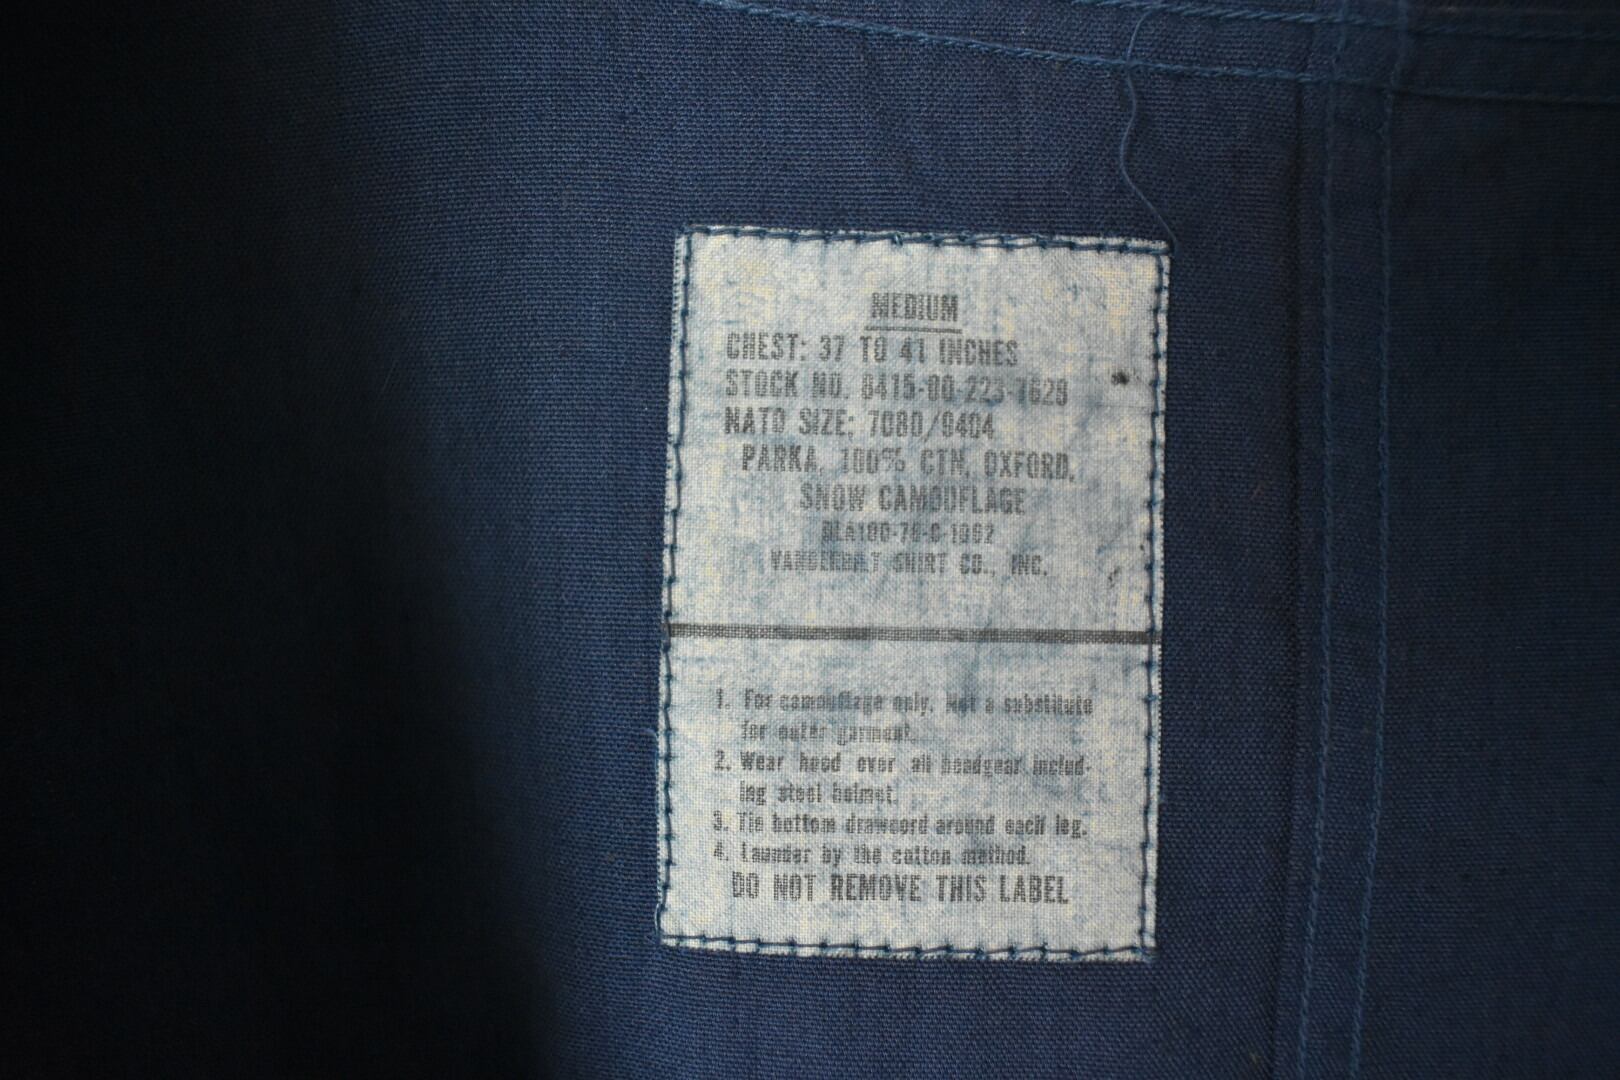 MEDIUM
CHEST: 37 TO 41 INCHES
STOCK NO. 8415-00-223-7628
NATO SIZE: 7080/9404
PARKA, 100% CTN, OXFORD,
SNOW CAMOUFLAGE
DLA100-78-C-1062
VANDERBILT SHIRT CO., INC.
1. For camouflage only. Not a substitute
for outer garment.
2. Wear hood over all headgear includ-
ing steel helmet.
3. Tie bottom drawcord around each leg.
4. Launder by the cotton method.
DO NOT REMOVE THIS LABEL